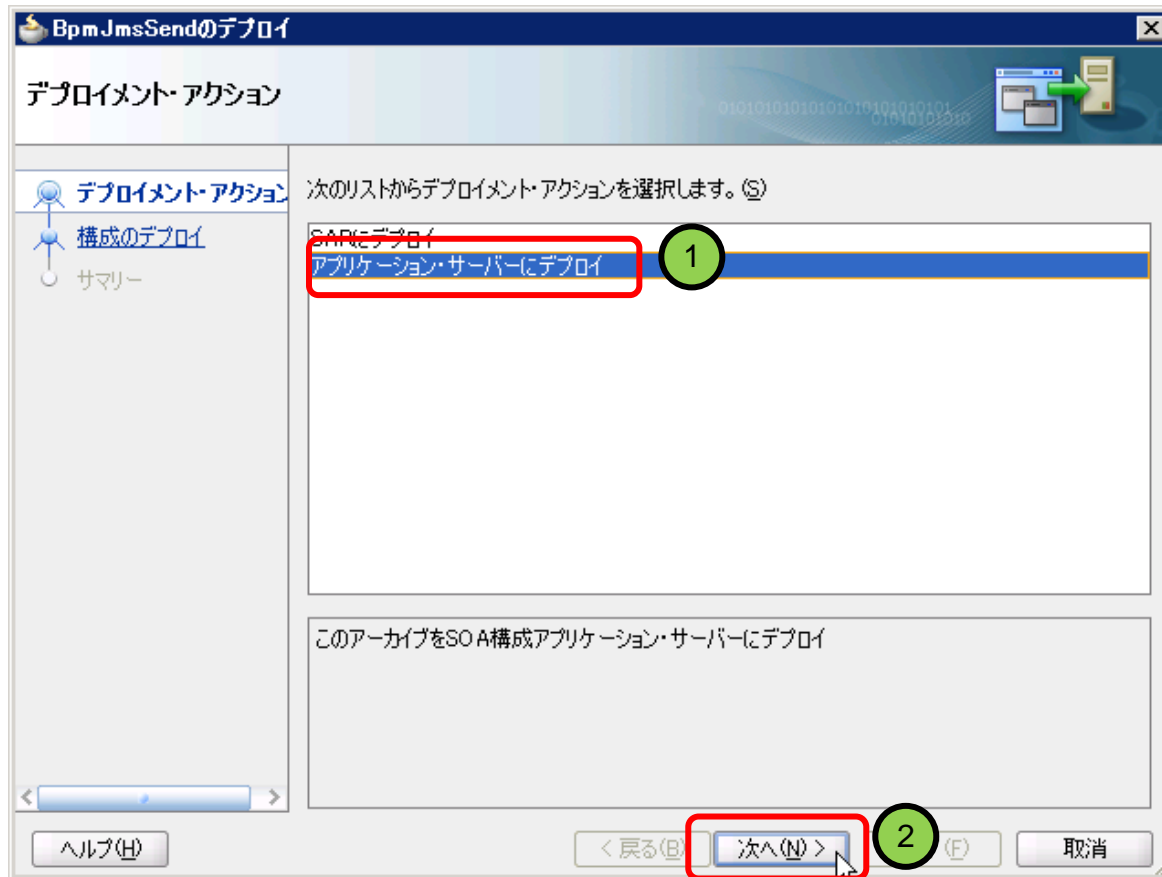 BpmJmsSendのデプロイ
デプロイメント・アクション
デプロイメント・アクション
構成のデプロイ
サマリー
次のリストからデプロイメント・アクションを選択します。(S)
SARにデプロイ
アプリケーション・サーバーにデプロイ
1
このアーカイブをSOA構成アプリケーション・サーバーにデプロイ
ヘルプ(H)
< 戻る(B)
次へ(N) >
2
(F)
取消